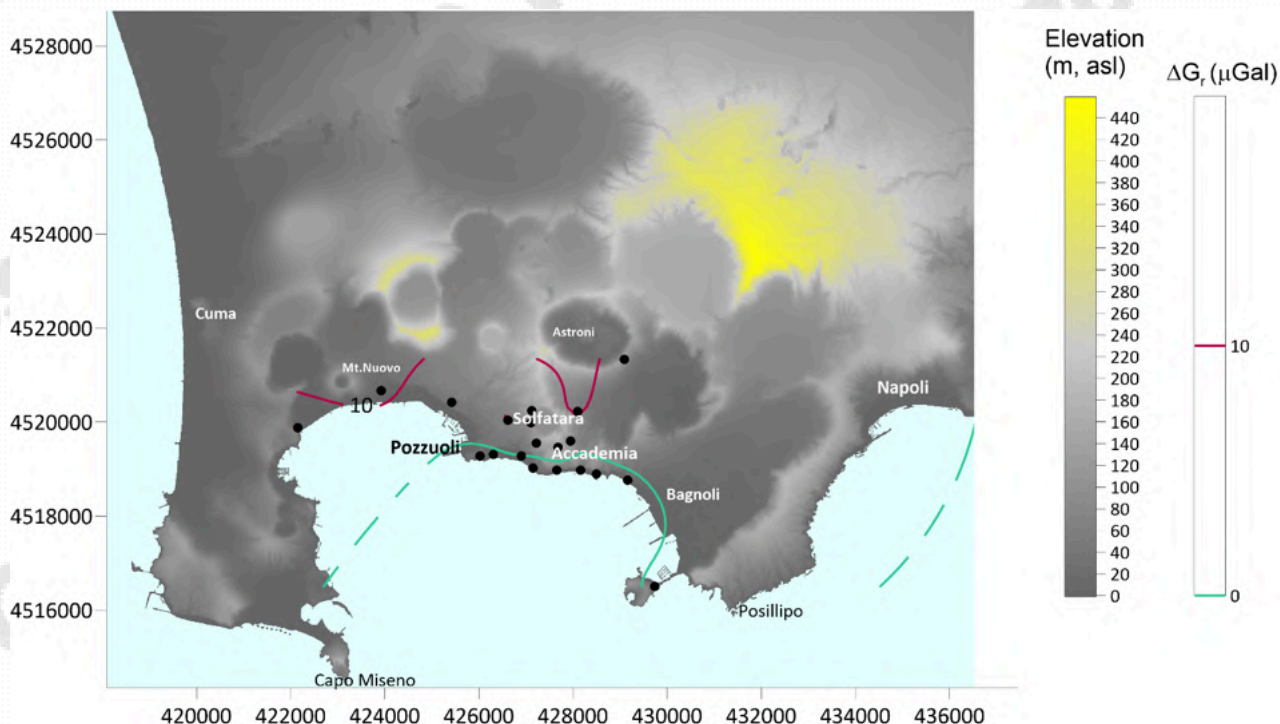 Elevation
(m, asl)
ΔGr (µGal)
440
420
400
380
360
340
320
300
280
260
240
220
200
180
160
140
120
100
80
60
40
20
0
10
0
4528000
4526000
4524000
4522000
4520000
4518000
4516000
Cuma
Astroni
Mt.Nuovo
10
Napoli
Solfatara
Pozzuoli
Accademia
Bagnoli
Posillipo
Capo Miseno
420000 422000 424000 426000 428000 430000 432000 434000 436000